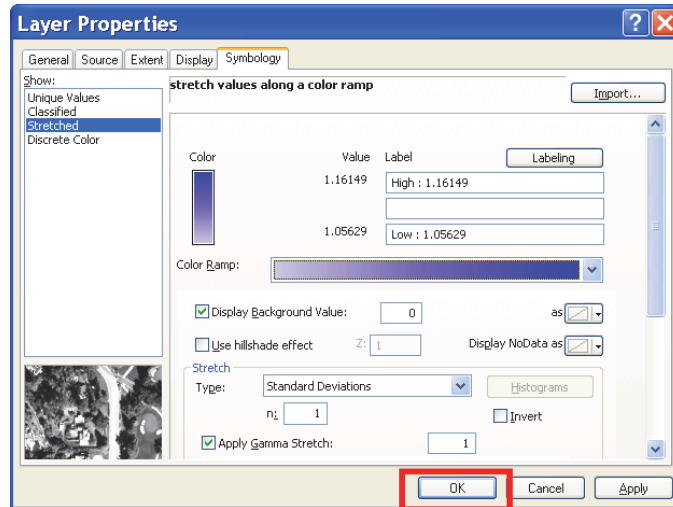 Layer Properties
General Source Extent Display Symbology
Show:
Unique Values
Classified
Stretched
Discrete Color
stretch values along a color ramp
Import...
Color Value Label Labeling
1.16149 High : 1.16149
1.05629 Low : 1.05629
Color Ramp:
Display Background Value: 0 as
Use hillshade effect Z: 1 Display NoData as
Stretch
Type: Standard Deviations Histograms
n: 1 Invert
Apply Gamma Stretch: 1
OK Cancel Apply